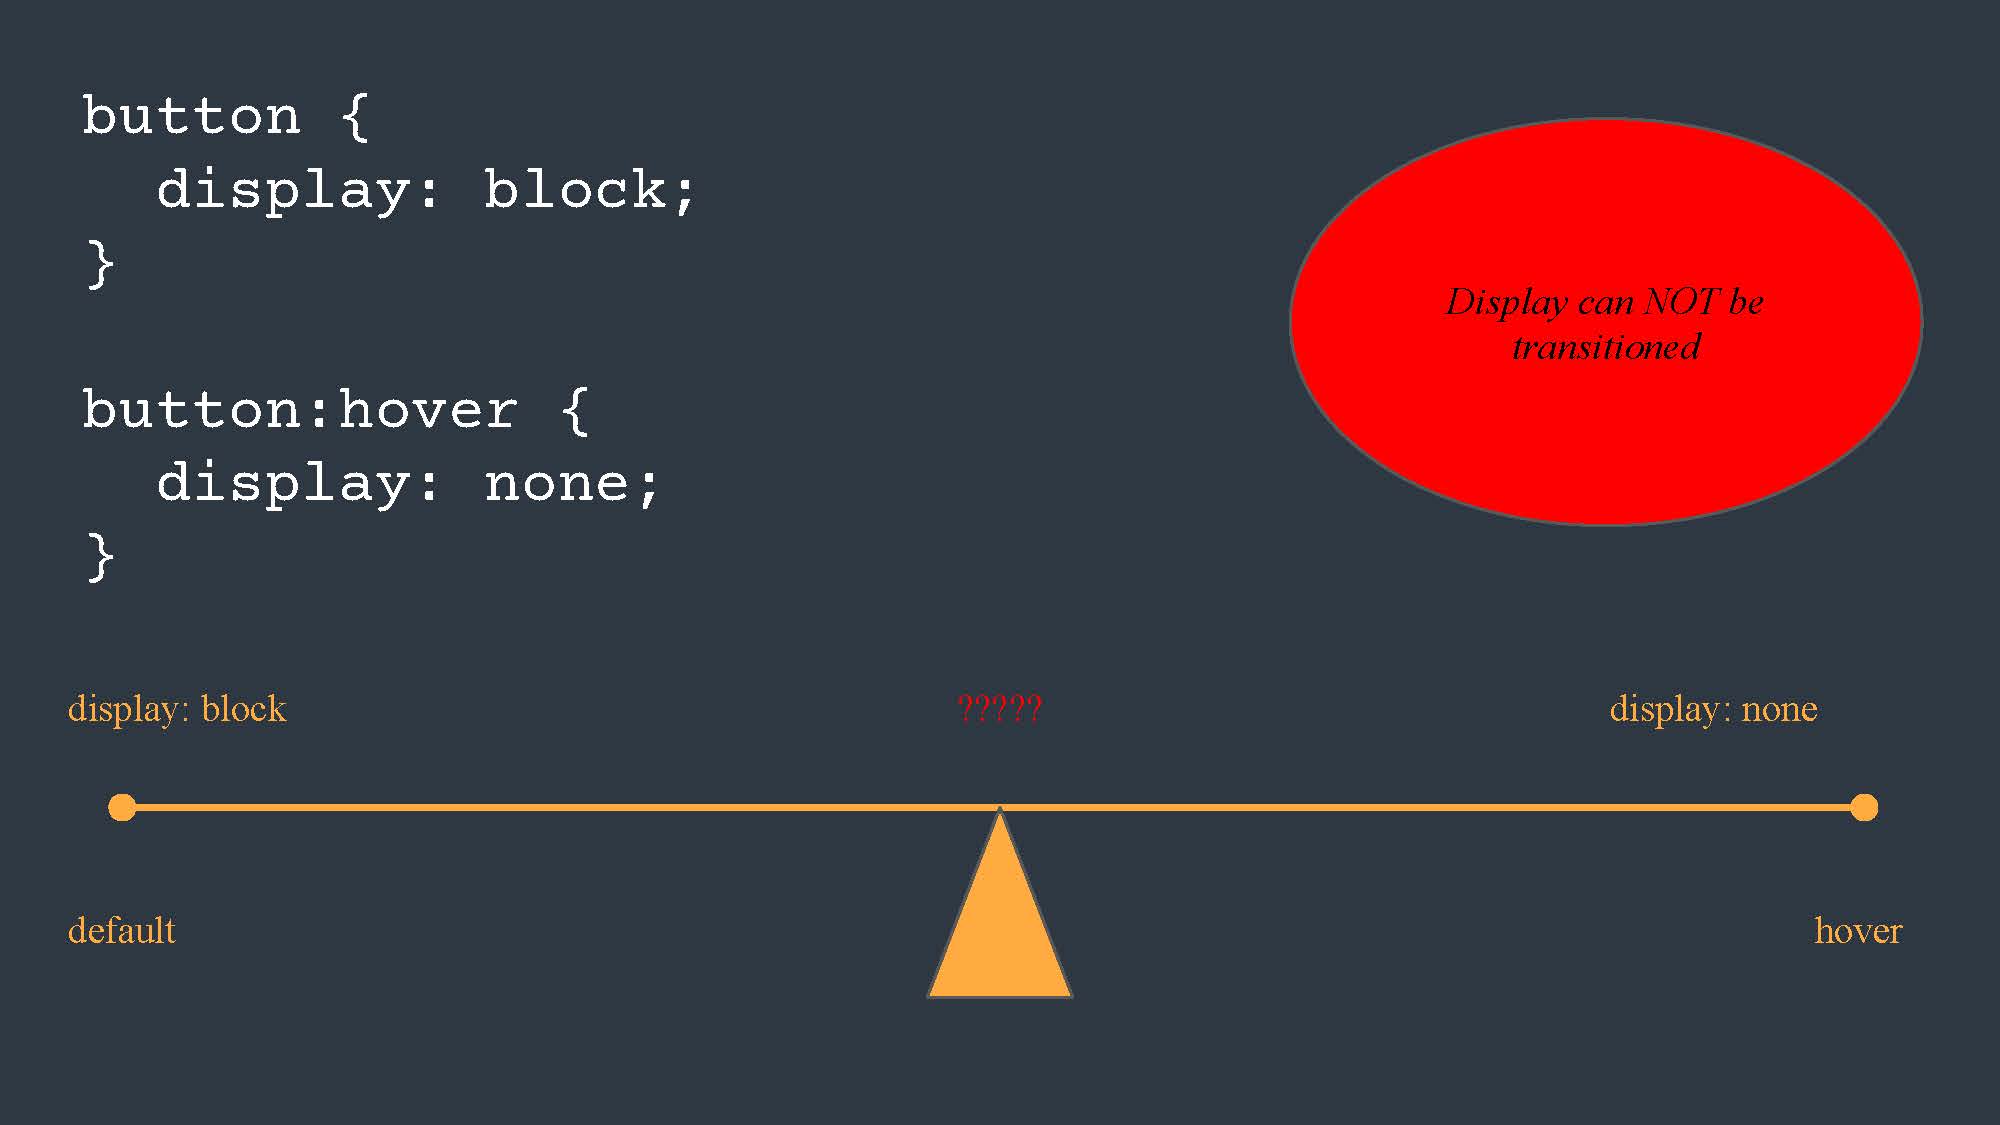 button {
  display: block;
}
button:hover {
  display: none;
}
Display can NOT be
transitioned
display: block
?????
display: none
default
hover